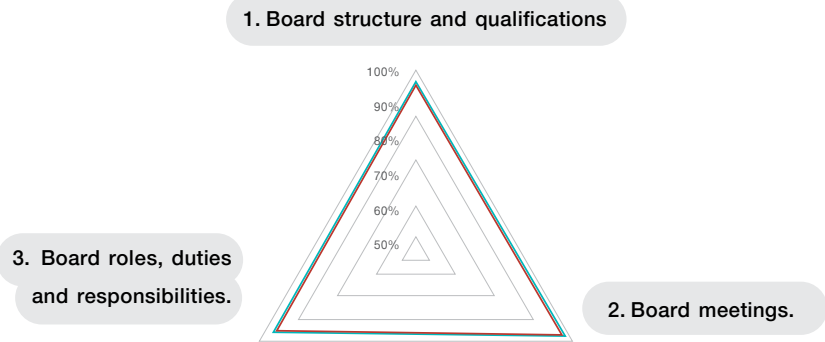 1. Board structure and qualifications
100%
90%
80%
70%
60%
50%
3. Board roles, duties
and responsibilities.
2. Board meetings.